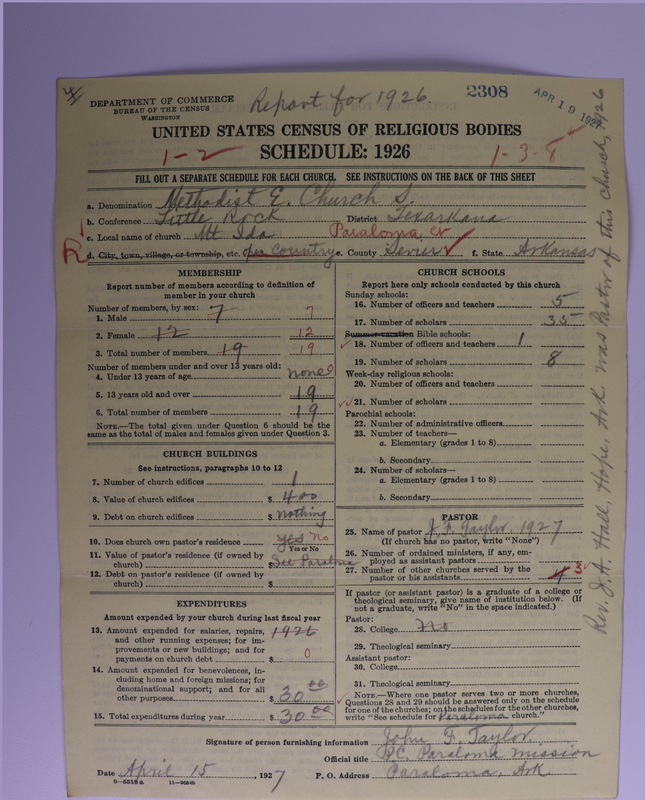 DEPARTMENT OF COMMERCE
BUREAU OF THE CENSUS
WASHINGTON
Report for 1926
2308
APR 19 1927
UNITED STATES CENSUS OF RELIGIOUS BODIES
1-2
SCHEDULE: 1926
1-3-8
FILL OUT A SEPARATE SCHEDULE FOR EACH CHURCH. SEE INSTRUCTIONS ON THE BACK OF THIS SHEET
a. Denomination Methodist E. Church S.
b. Conference Little Rock District Texarkana
c. Local name of church Mt Ida Paraloma, cv
R d. City, town, village, or township, etc. or country e. County Sevier f. State Arkansas
MEMBERSHIP
Report number of members according to definition of
member in your church
Number of members, by sex:
1. Male 7 7
2. Female 12 12
3. Total number of members 19 19
Number of members under and over 13 years old:
4. Under 13 years of age none 0
5. 13 years old and over 19
6. Total number of members 19
NOTE.—The total given under Question 6 should be the
same as the total of males and females given under Question 3.
CHURCH BUILDINGS
See instructions, paragraphs 10 to 12
7. Number of church edifices 1
8. Value of church edifices $ 400
9. Debt on church edifices $ nothing
10. Does church own pastor's residence yes No
Yes or No
11. Value of pastor's residence (if owned by
church) $ See Paraloma
12. Debt on pastor's residence (if owned by
church) $
EXPENDITURES
Amount expended by your church during last fiscal year
13. Amount expended for salaries, repairs, 1926
and other running expenses; for im-
provements or new buildings; and for
payments on church debt $ 0
14. Amount expended for benevolences, in-
cluding home and foreign missions; for
denominational support; and for all
other purposes $ 30 00
15. Total expenditures during year $ 30 00
CHURCH SCHOOLS
Report here only schools conducted by this church
Sunday schools:
16. Number of officers and teachers 5
17. Number of scholars 35
Summer vacation Bible schools:
18. Number of officers and teachers 1
19. Number of scholars 8
Week-day religious schools:
20. Number of officers and teachers
21. Number of scholars
Parochial schools:
22. Number of administrative officers
23. Number of teachers—
a. Elementary (grades 1 to 8)
b. Secondary
24. Number of scholars—
a. Elementary (grades 1 to 8)
b. Secondary
PASTOR
25. Name of pastor J. F. Taylor, 1927
(If church has no pastor, write "None")
26. Number of ordained ministers, if any, em-
ployed as assistant pastors
27. Number of other churches served by the
pastor or his assistants 4 3
If pastor (or assistant pastor) is a graduate of a college or
theological seminary, give name of institution below. (If
not a graduate, write "No" in the space indicated.)
Pastor:
28. College No
29. Theological seminary
Assistant pastor:
30. College
31. Theological seminary
NOTE.—Where one pastor serves two or more churches,
Questions 28 and 29 should be answered only on the schedule
for one of the churches; on the schedules for the other churches,
write "See schedule for Paraloma church."
Signature of person furnishing information John F. Taylor
Official title P.C. Paraloma mission
Date April 15, 1927 P. O. Address Paraloma, Ark.
Rev. J. A. Hall, Hope, Ark was Pastor of this church, 1926